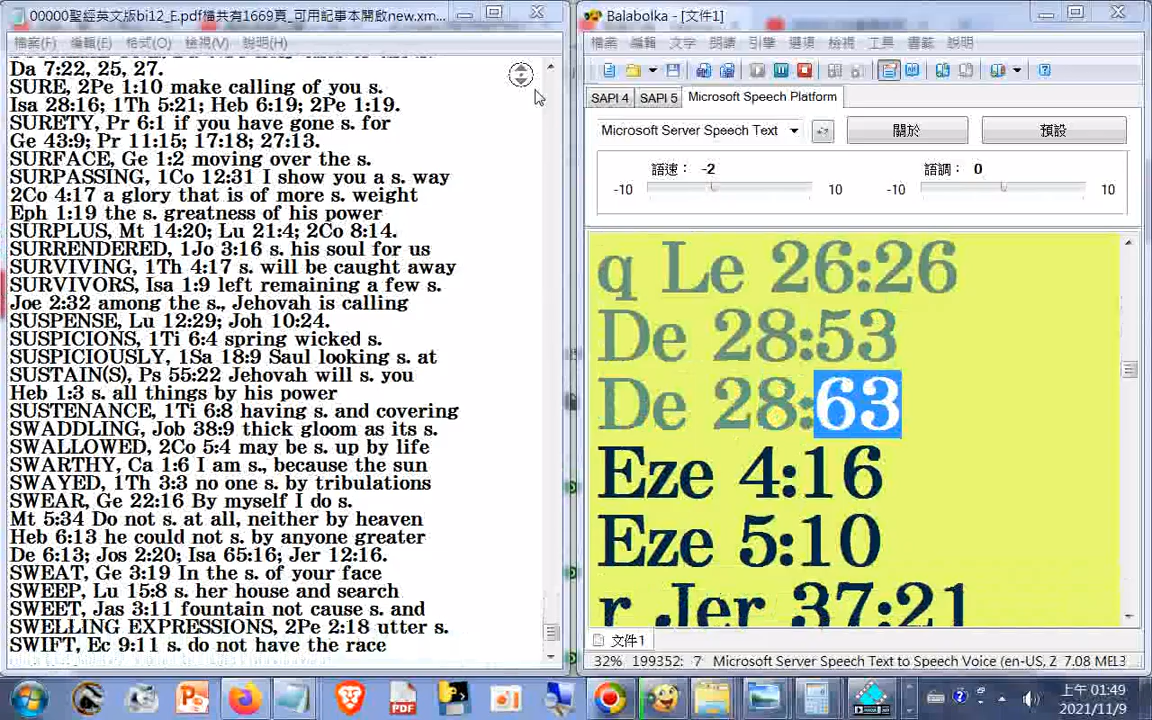 00000聖經英文版bi12_E.pdf檔共有1669頁_可用記事本開啟new.xm...
檔案(F) 編輯(E) 格式(O) 檢視(V) 說明(H)
Da 7:22, 25, 27.
SURE, 2Pe 1:10 make calling of you s.
Isa 28:16; 1Th 5:21; Heb 6:19; 2Pe 1:19.
SURETY, Pr 6:1 if you have gone s. for
Ge 43:9; Pr 11:15; 17:18; 27:13.
SURFACE, Ge 1:2 moving over the s.
SURPASSING, 1Co 12:31 I show you a s. way
2Co 4:17 a glory that is of more s. weight
Eph 1:19 the s. greatness of his power
SURPLUS, Mt 14:20; Lu 21:4; 2Co 8:14.
SURRENDERED, 1Jo 3:16 s. his soul for us
SURVIVING, 1Th 4:17 s. will be caught away
SURVIVORS, Isa 1:9 left remaining a few s.
Joe 2:32 among the s., Jehovah is calling
SUSPENSE, Lu 12:29; Joh 10:24.
SUSPICIONS, 1Ti 6:4 spring wicked s.
SUSPICIOUSLY, 1Sa 18:9 Saul looking s. at
SUSTAIN(S), Ps 55:22 Jehovah will s. you
Heb 1:3 s. all things by his power
SUSTENANCE, 1Ti 6:8 having s. and covering
SWADDLING, Job 38:9 thick gloom as its s.
SWALLOWED, 2Co 5:4 may be s. up by life
SWARTHY, Ca 1:6 I am s., because the sun
SWAYED, 1Th 3:3 no one s. by tribulations
SWEAR, Ge 22:16 By myself I do s.
Mt 5:34 Do not s. at all, neither by heaven
Heb 6:13 he could not s. by anyone greater
De 6:13; Jos 2:20; Isa 65:16; Jer 12:16.
SWEAT, Ge 3:19 In the s. of your face
SWEEP, Lu 15:8 s. her house and search
SWEET, Jas 3:11 fountain not cause s. and
SWELLING EXPRESSIONS, 2Pe 2:18 utter s.
SWIFT, Ec 9:11 s. do not have the race
Balabolka - [文件1]
檔案 編輯 文字 朗讀 引擎 選項 檢視 工具 書籤 說明
SAPI 4 SAPI 5 Microsoft Speech Platform
Microsoft Server Speech Text 關於 預設
語速： -2 語調： 0
-10 10 -10 10
q Le 26:26
De 28:53
De 28:63
Eze 4:16
Eze 5:10
r Jer 37:21
文件1
32% 199352: 7 Microsoft Server Speech Text to Speech Voice (en-US, Z 7.08 MB
上午 01:49
2021/11/9